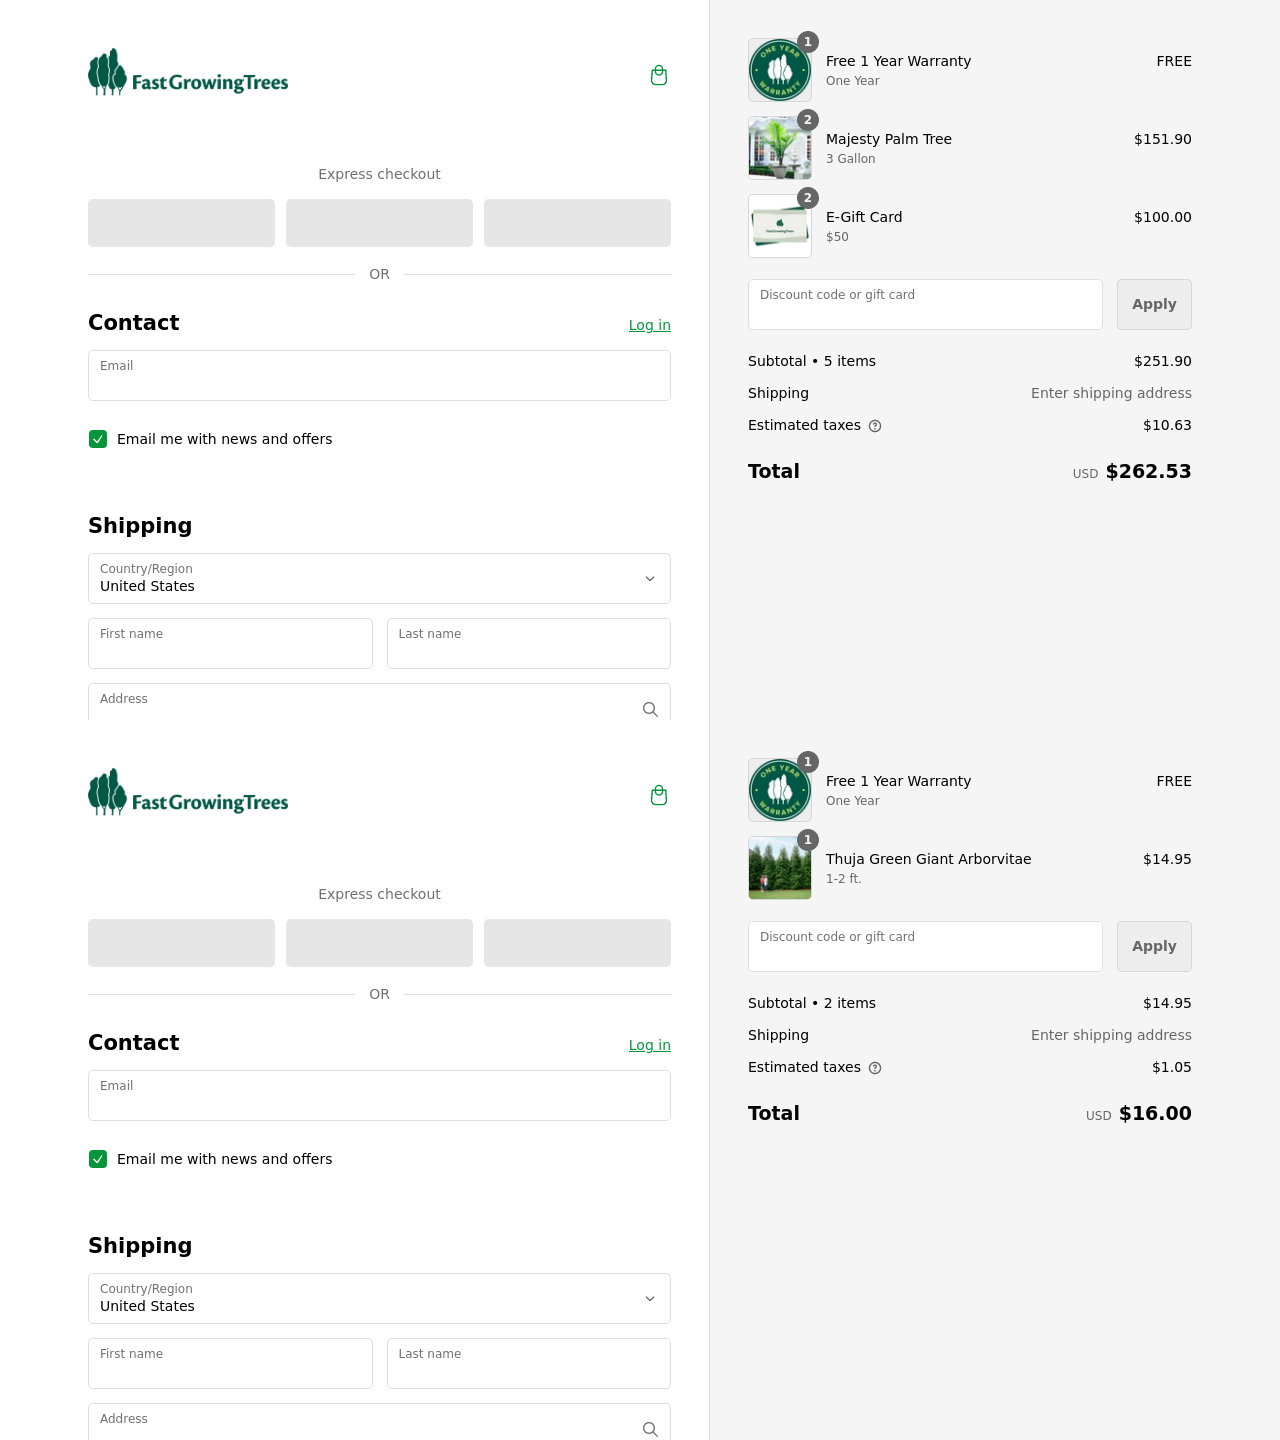 FastGrowingTrees
Express checkout
OR
Contact
Log in
Email
Email me with news and offers
Shipping
Country/Region
United States
First name
Last name
Address
ONE YEAR
WARRANTY
1
Free 1 Year Warranty
FREE
One Year
2
Majesty Palm Tree
$151.90
3 Gallon
FastGrowingTrees
2
E-Gift Card
$100.00
$50
Discount code or gift card
Apply
Subtotal • 5 items
$251.90
Shipping
Enter shipping address
Estimated taxes
$10.63
Total
USD $262.53
FastGrowingTrees
Express checkout
OR
Contact
Log in
Email
Email me with news and offers
Shipping
Country/Region
United States
First name
Last name
Address
ONE YEAR
WARRANTY
1
Free 1 Year Warranty
FREE
One Year
1
Thuja Green Giant Arborvitae
$14.95
1-2 ft.
Discount code or gift card
Apply
Subtotal • 2 items
$14.95
Shipping
Enter shipping address
Estimated taxes
$1.05
Total
USD $16.00